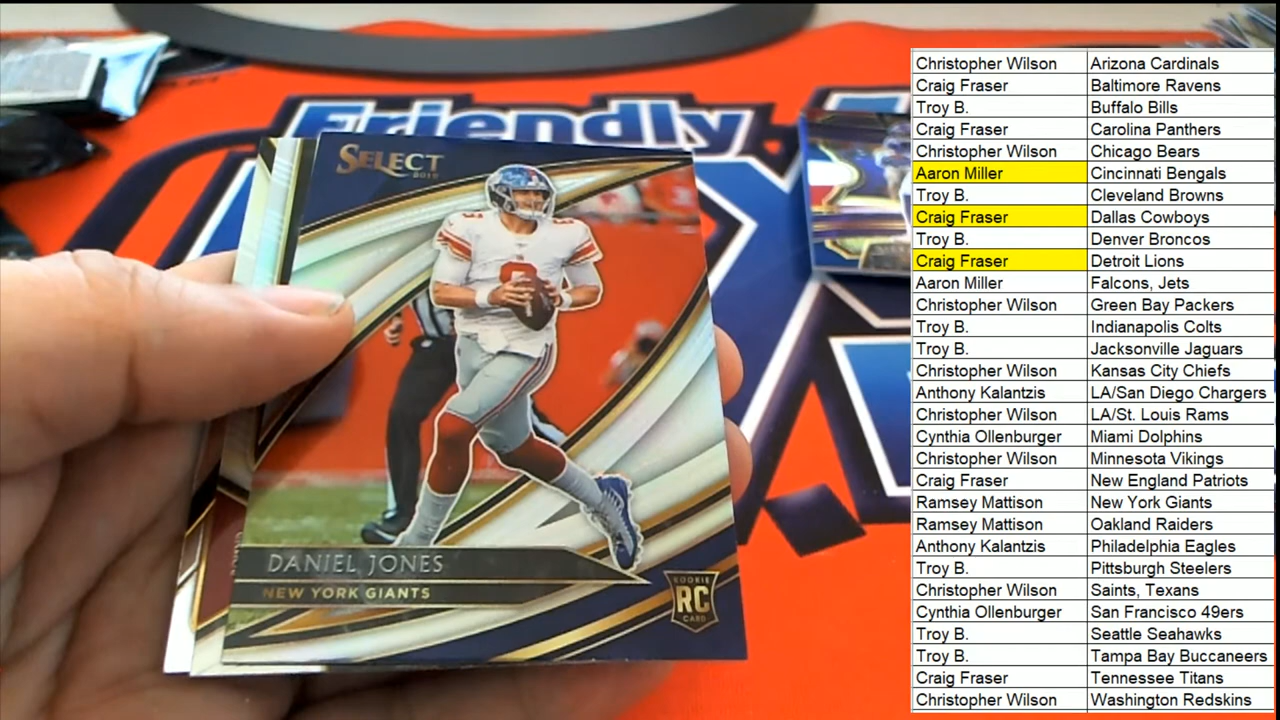 Friendly
SELECT
2019
DANIEL JONES
NEW YORK GIANTS
ROOKIE
RC
CARD
Christopher Wilson Arizona Cardinals
Craig Fraser Baltimore Ravens
Troy B. Buffalo Bills
Craig Fraser Carolina Panthers
Christopher Wilson Chicago Bears
Aaron Miller Cincinnati Bengals
Troy B. Cleveland Browns
Craig Fraser Dallas Cowboys
Troy B. Denver Broncos
Craig Fraser Detroit Lions
Aaron Miller Falcons, Jets
Christopher Wilson Green Bay Packers
Troy B. Indianapolis Colts
Troy B. Jacksonville Jaguars
Christopher Wilson Kansas City Chiefs
Anthony Kalantzis LA/San Diego Chargers
Christopher Wilson LA/St. Louis Rams
Cynthia Ollenburger Miami Dolphins
Christopher Wilson Minnesota Vikings
Craig Fraser New England Patriots
Ramsey Mattison New York Giants
Ramsey Mattison Oakland Raiders
Anthony Kalantzis Philadelphia Eagles
Troy B. Pittsburgh Steelers
Christopher Wilson Saints, Texans
Cynthia Ollenburger San Francisco 49ers
Troy B. Seattle Seahawks
Troy B. Tampa Bay Buccaneers
Craig Fraser Tennessee Titans
Christopher Wilson Washington Redskins